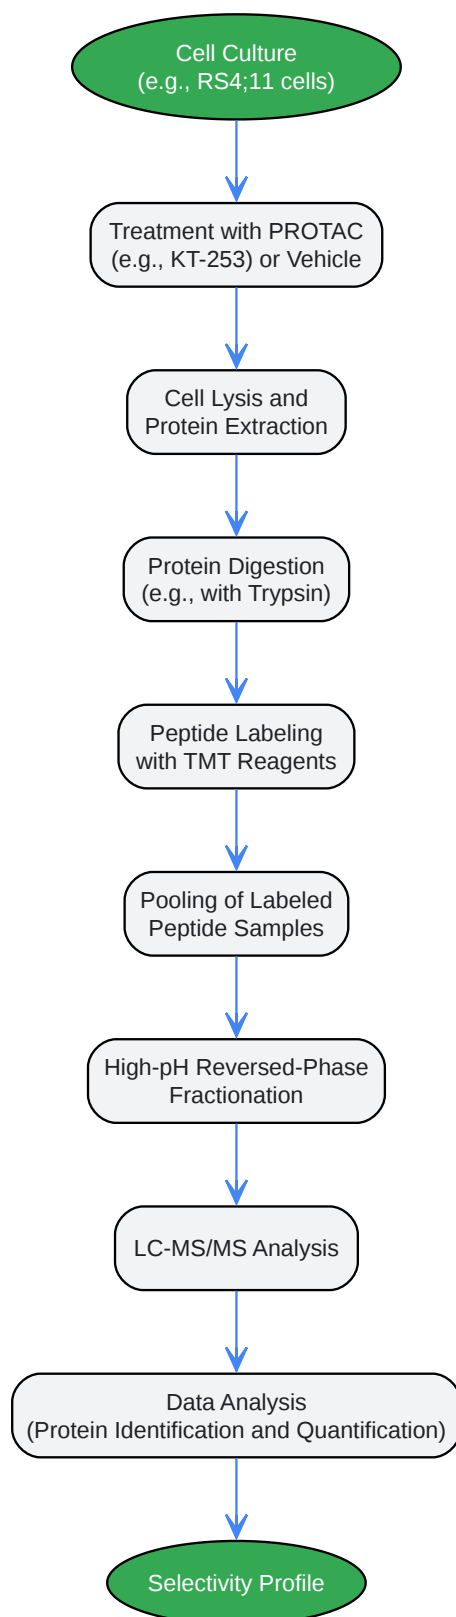 Cell Culture
(e.g., RS4;11 cells)
Treatment with PROTAC
(e.g., KT-253) or Vehicle
Cell Lysis and
Protein Extraction
Protein Digestion
(e.g., with Trypsin)
Peptide Labeling
with TMT Reagents
Pooling of Labeled
Peptide Samples
High-pH Reversed-Phase
Fractionation
LC-MS/MS Analysis
Data Analysis
(Protein Identification and Quantification)
Selectivity Profile